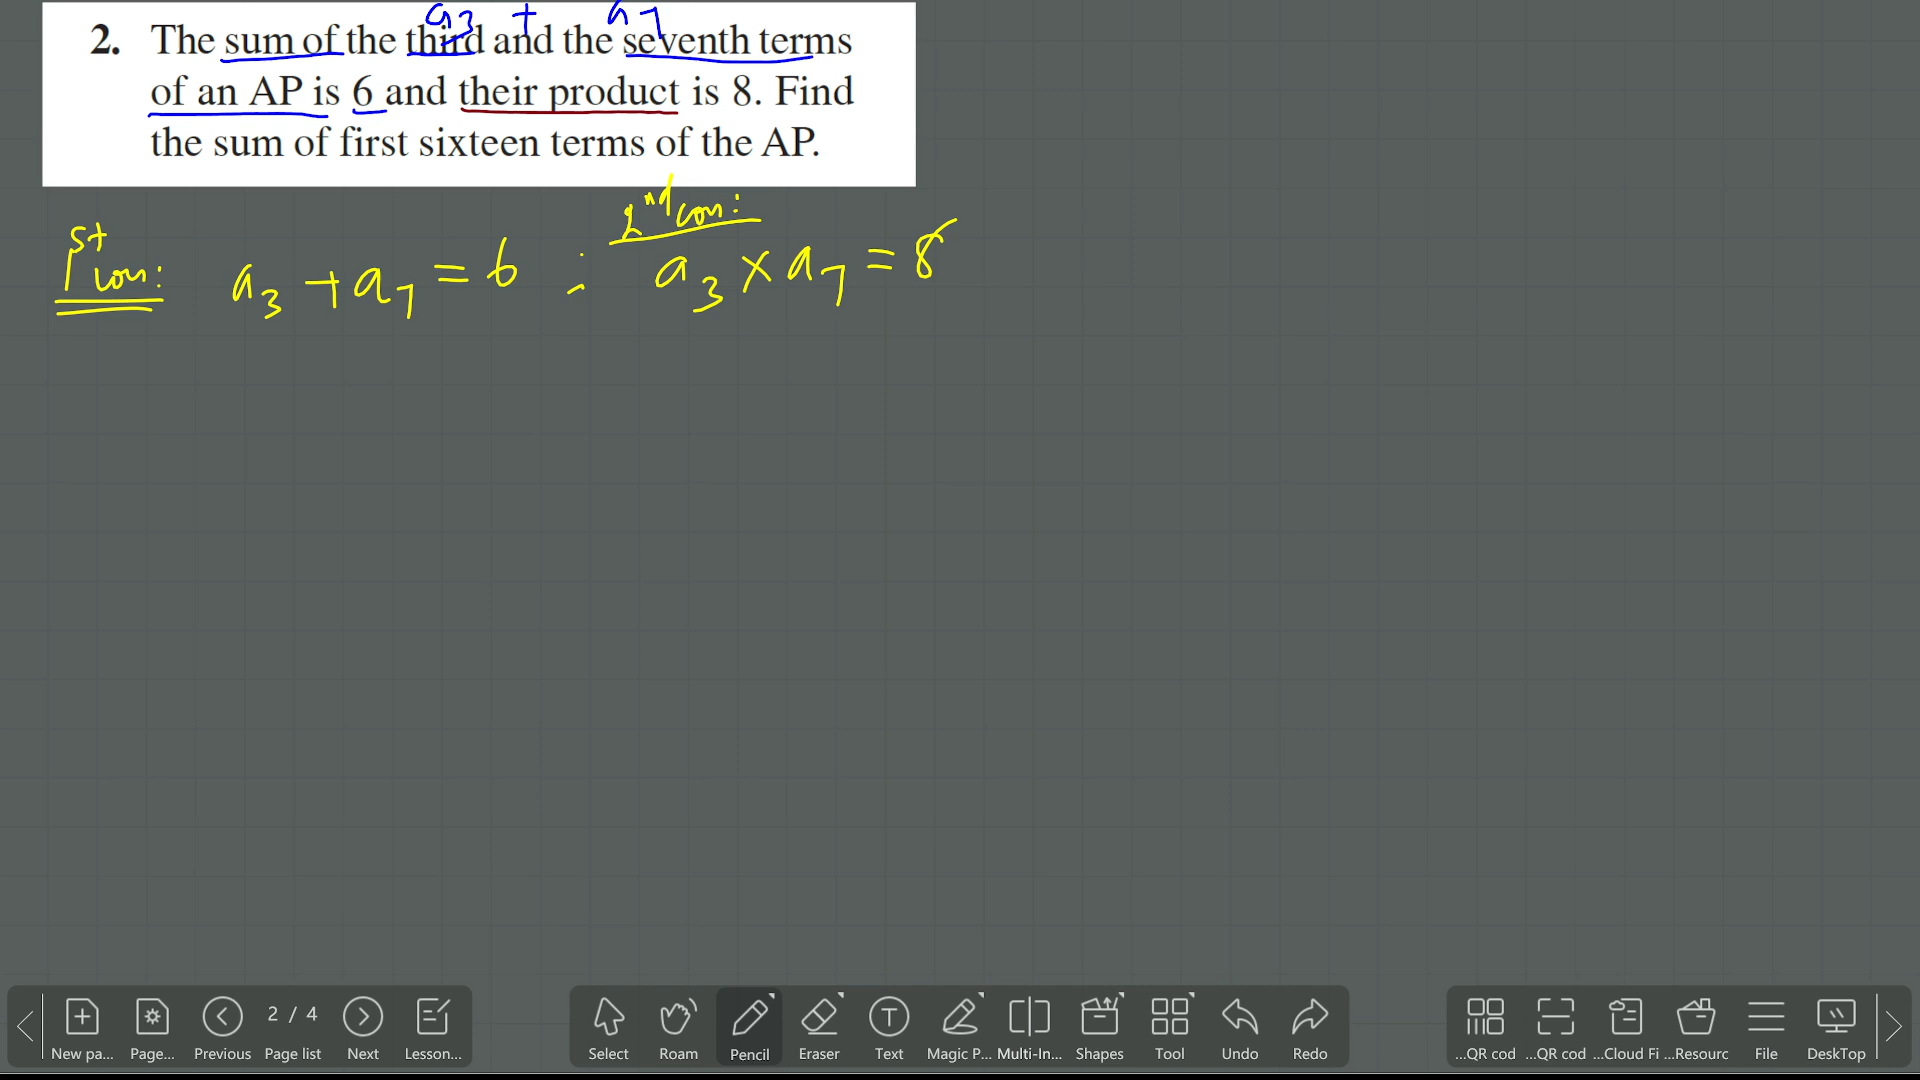 a3 + a7
2. The sum of the third and the seventh terms
of an AP is 6 and their product is 8. Find
the sum of first sixteen terms of the AP.
1st con: a3 + a7 = 6 ; 2nd con: a3 × a7 = 8
New pa... Page... Previous 2 / 4 Page list Next Lesson... Select Roam Pencil Eraser Text Magic P... Multi-In... Shapes Tool Undo Redo ...QR cod ...QR cod ...Cloud Fi ...Resourc File DeskTop